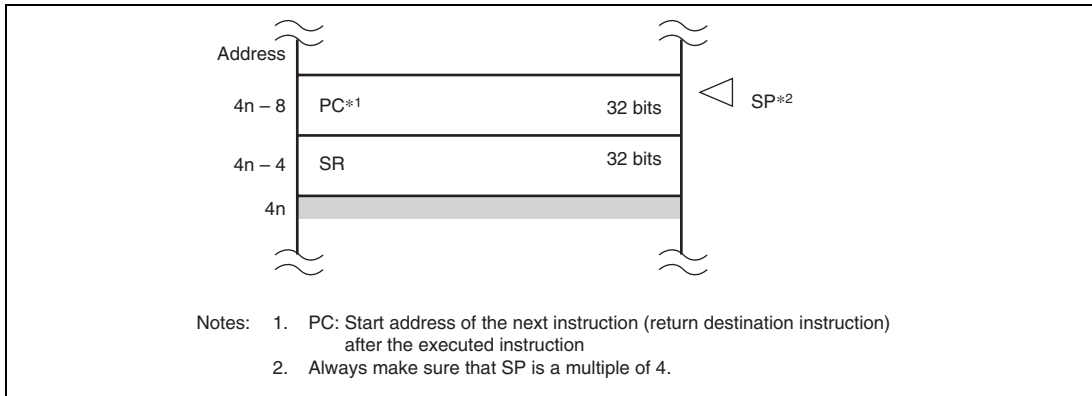 Address
4n – 8 PC*1 32 bits SP*2
4n – 4 SR 32 bits
4n
Notes: 1. PC: Start address of the next instruction (return destination instruction)
after the executed instruction
2. Always make sure that SP is a multiple of 4.